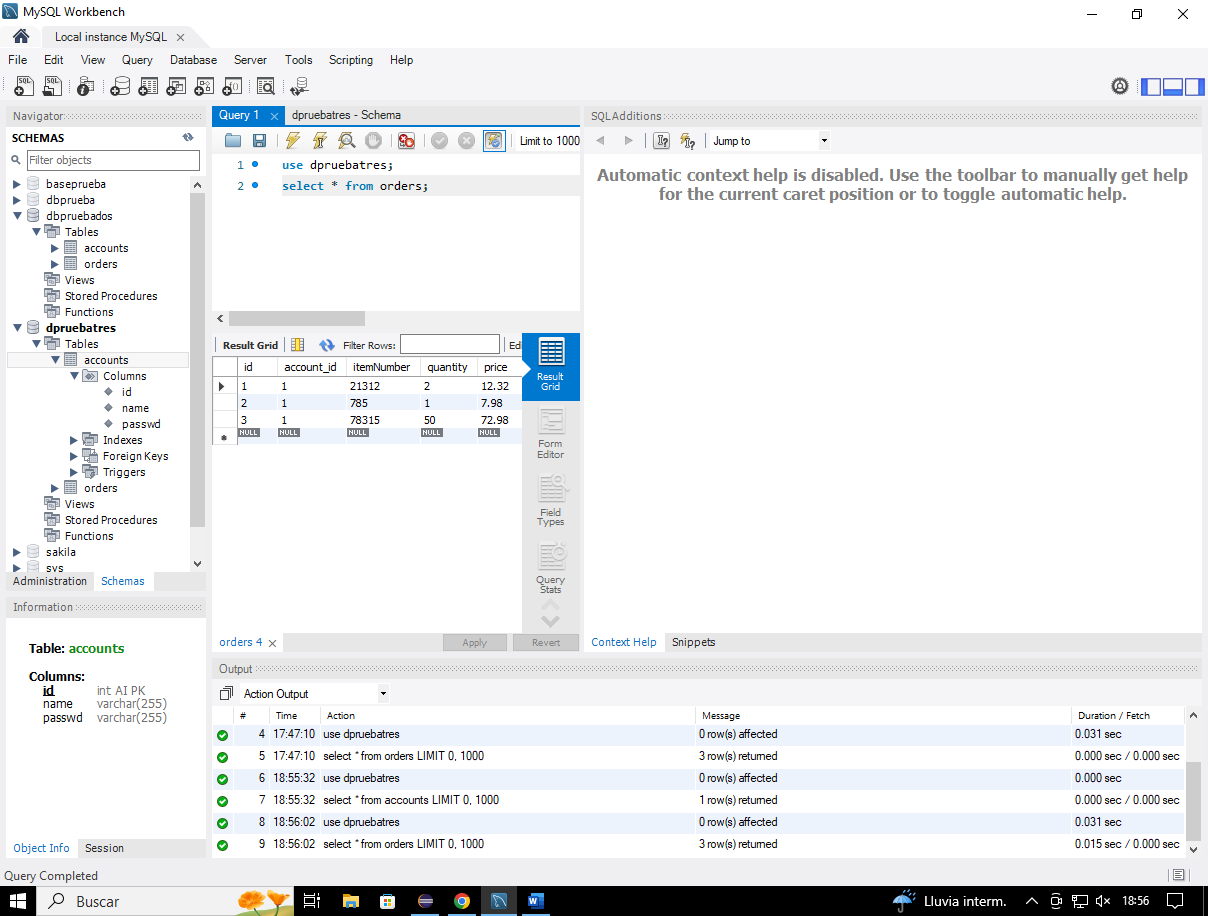 MySQL Workbench
Local instance MySQL
File Edit View Query Database Server Tools Scripting Help
Navigator
SCHEMAS
Filter objects
baseprueba
dbprueba
dbpruebados
Tables
accounts
orders
Views
Stored Procedures
Functions
dpruebatres
Tables
accounts
Columns
id
name
passwd
Indexes
Foreign Keys
Triggers
orders
Views
Stored Procedures
Functions
sakila
sys
Administration Schemas
Information
Table: accounts
Columns:
id int AI PK
name varchar(255)
passwd varchar(255)
Object Info Session
Query 1 dpruebatres - Schema
Limit to 1000
1 use dpruebatres;
2 select * from orders;
Result Grid Filter Rows: Ed
id account_id itemNumber quantity price
1 1 21312 2 12.32
2 1 785 1 7.98
3 1 78315 50 72.98
NULL NULL NULL NULL NULL
Result
Grid
Form
Editor
Field
Types
Query
Stats
orders 4 Apply Revert
SQLAdditions
Jump to
Automatic context help is disabled. Use the toolbar to manually get help
for the current caret position or to toggle automatic help.
Context Help Snippets
Output
Action Output
# Time Action Message Duration / Fetch
4 17:47:10 use dpruebatres 0 row(s) affected 0.031 sec
5 17:47:10 select * from orders LIMIT 0, 1000 3 row(s) returned 0.000 sec / 0.000 sec
6 18:55:32 use dpruebatres 0 row(s) affected 0.000 sec
7 18:55:32 select * from accounts LIMIT 0, 1000 1 row(s) returned 0.000 sec / 0.000 sec
8 18:56:02 use dpruebatres 0 row(s) affected 0.031 sec
9 18:56:02 select * from orders LIMIT 0, 1000 3 row(s) returned 0.015 sec / 0.000 sec
Query Completed
Buscar
Lluvia interm. 18:56